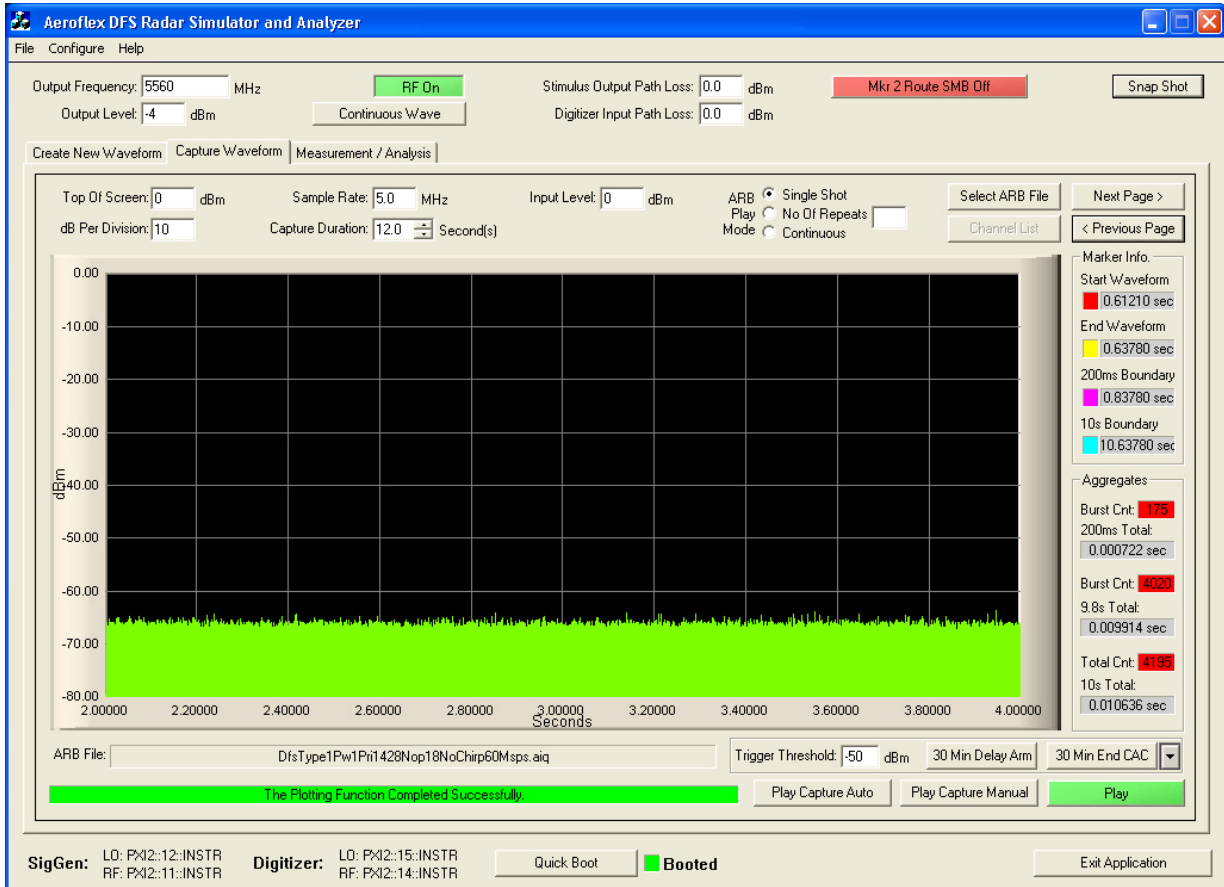 Aeroflex DFS Radar Simulator and Analyzer
File Configure Help
Output Frequency: 5560 MHz
RF On
Stimulus Output Path Loss: 0.0 dBm
Mkr 2 Route SMB Off
Snap Shot
Output Level: -4 dBm
Continuous Wave
Digitizer Input Path Loss: 0.0 dBm
Create New Waveform Capture Waveform Measurement / Analysis
Top Of Screen: 0 dBm
Sample Rate: 5.0 MHz
Input Level: 0 dBm
ARB Play Mode
Single Shot
No Of Repeats
Continuous
Select ARB File
Next Page >
dB Per Division: 10
Capture Duration: 12.0 Second(s)
Channel List
< Previous Page
0.00
-10.00
-20.00
-30.00
-40.00
-50.00
-60.00
-70.00
-80.00
dBm
2.00000 2.20000 2.40000 2.60000 2.80000 3.00000 3.20000 3.40000 3.60000 3.80000 4.00000
Seconds
Marker Info.
Start Waveform
0.61210 sec
End Waveform
0.63780 sec
200ms Boundary
0.83780 sec
10s Boundary
10.63780 sec
Aggregates
Burst Cnt: 175
200ms Total:
0.000722 sec
Burst Cnt: 4020
9.8s Total:
0.009914 sec
Total Cnt: 4195
10s Total:
0.010636 sec
ARB File: DfsType1Pw1Pri1428Nop18NoChirp60Msps.aiq
Trigger Threshold: -50 dBm
30 Min Delay Arm
30 Min End CAC
The Plotting Function Completed Successfully.
Play Capture Auto
Play Capture Manual
Play
SigGen: LO: PXI2::12::INSTR
RF: PXI2::11::INSTR
Digitizer: LO: PXI2::15::INSTR
RF: PXI2::14::INSTR
Quick Boot
Booted
Exit Application